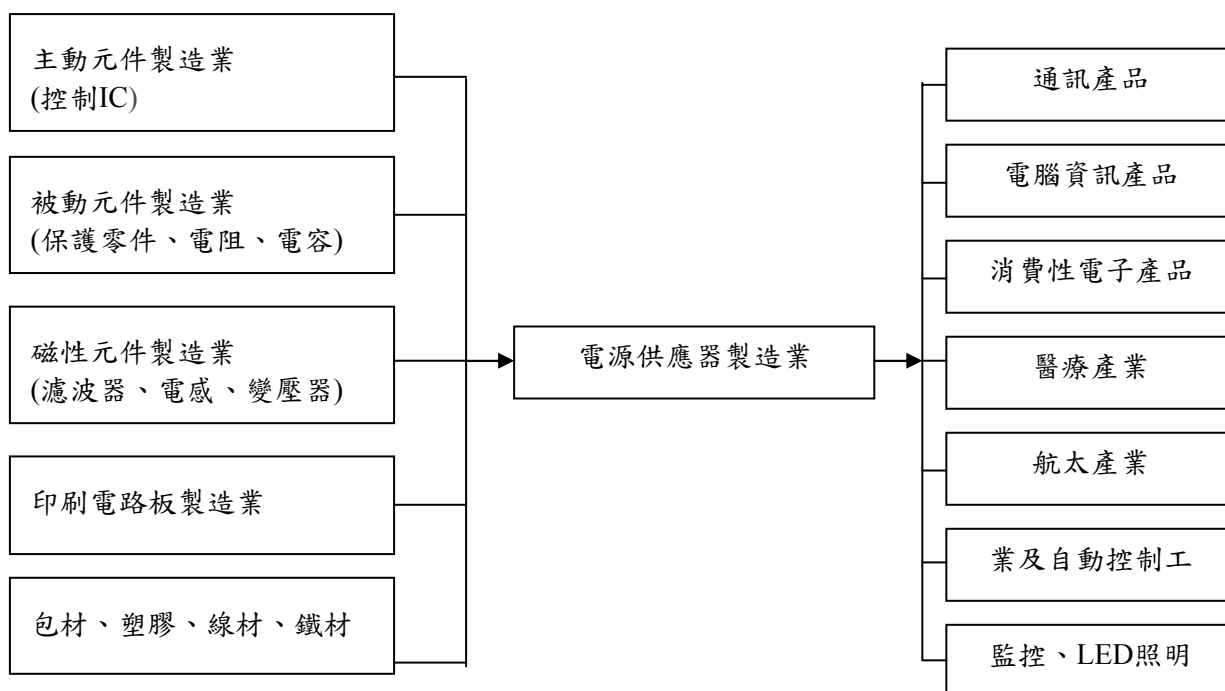 主動元件製造業
(控制IC)
被動元件製造業
(保護零件、電阻、電容)
磁性元件製造業
(濾波器、電感、變壓器)
印刷電路板製造業
包材、塑膠、線材、鐵材
電源供應器製造業
通訊產品
電腦資訊產品
消費性電子產品
醫療產業
航太產業
業及自動控制工
監控、LED照明